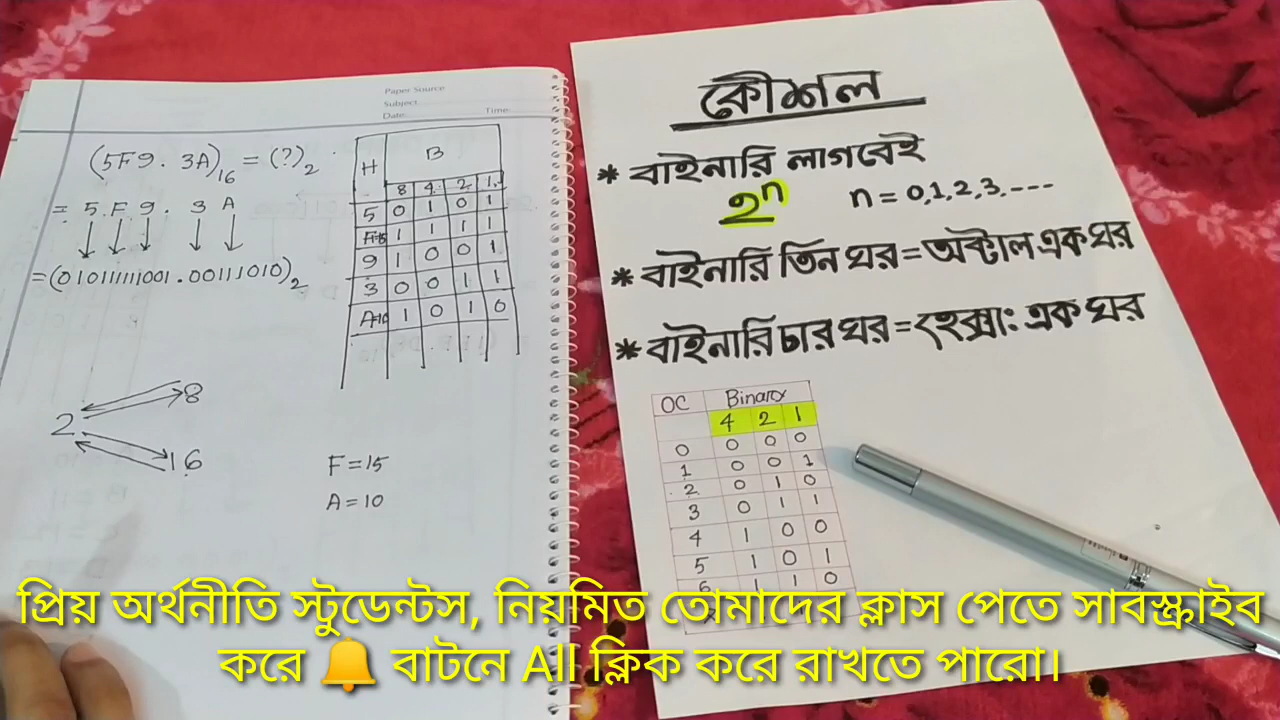 Paper Source
Subject
Date:
Time:
(5F9 . 3A)16 = (?)2
= 5 F 9 . 3 A
= (010111111001 . 00111010)2
H B
8 4 2 1
5 0 1 0 1
F=15 1 1 1 1
9 1 0 0 1
3 0 0 1 1
A=10 1 0 1 0
2 8
16
F = 15
A = 10
কৌশল
* বাইনারি লাগবেই
2n n = 0,1,2,3,---
* বাইনারি তিন ঘর = অক্টাল এক ঘর
* বাইনারি চার ঘর = হেক্সাঃ এক ঘর
OC Binary
4 2 1
0 0 0 0
1 0 0 1
2 0 1 0
3 0 1 1
4 1 0 0
5 1 0 1
6 1 1 0
প্রিয় অর্থনীতি স্টুডেন্টস, নিয়মিত তোমাদের ক্লাস পেতে সাবস্ক্রাইব
করে 🔔 বাটনে All ক্লিক করে রাখতে পারো।